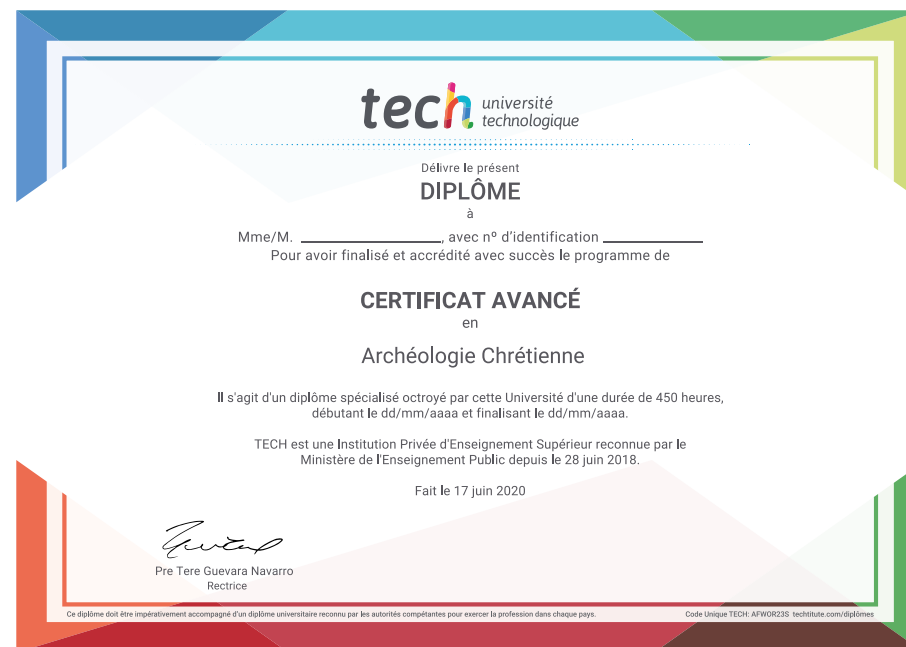 tech université
technologique
Délivre le présent
DIPLÔME
à
Mme/M. ____________________, avec nº d'identification ______________
Pour avoir finalisé et accrédité avec succès le programme de
CERTIFICAT AVANCÉ
en
Archéologie Chrétienne
Il s'agit d'un diplôme spécialisé octroyé par cette Université d'une durée de 450 heures,
débutant le dd/mm/aaaa et finalisant le dd/mm/aaaa.
TECH est une Institution Privée d'Enseignement Supérieur reconnue par le
Ministère de l'Enseignement Public depuis le 28 juin 2018.
Fait le 17 juin 2020
Pre Tere Guevara Navarro
Rectrice
Ce diplôme doit être impérativement accompagné d'un diplôme universitaire reconnu par les autorités compétantes pour exercer la profession dans chaque pays.
Code Unique TECH: AFWOR23S techtitute.com/diplômes